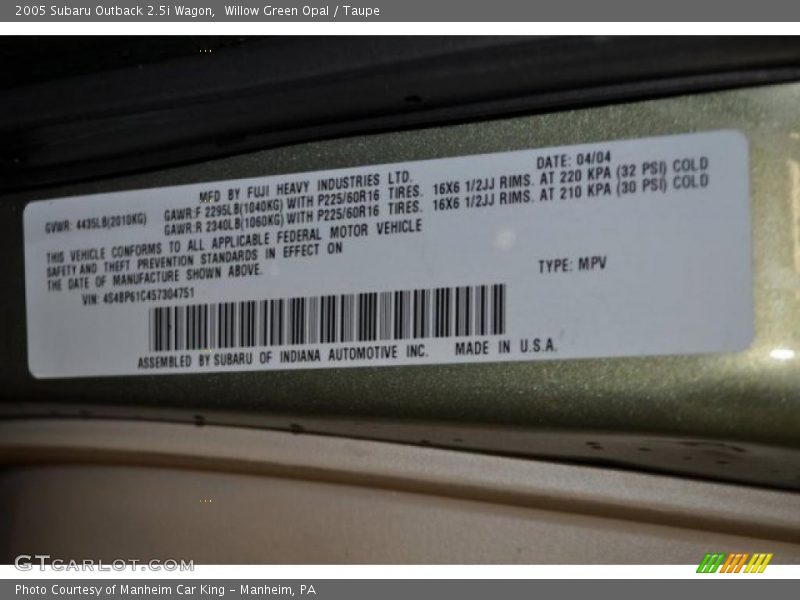 2005 Subaru Outback 2.5i Wagon,  Willow Green Opal / Taupe
MFD BY FUJI HEAVY INDUSTRIES LTD. DATE: 04/04
GVWR: 4435LB(2010KG) GAWR:F 2295LB(1040KG) WITH P225/60R16 TIRES. 16X6 1/2JJ RIMS. AT 220 KPA (32 PSI) COLD
GAWR:R 2340LB(1060KG) WITH P225/60R16 TIRES. 16X6 1/2JJ RIMS. AT 210 KPA (30 PSI) COLD
THIS VEHICLE CONFORMS TO ALL APPLICABLE FEDERAL MOTOR VEHICLE
SAFETY AND THEFT PREVENTION STANDARDS IN EFFECT ON
THE DATE OF MANUFACTURE SHOWN ABOVE.
VIN: 4S4BP61C457304751 TYPE: MPV
ASSEMBLED BY SUBARU OF INDIANA AUTOMOTIVE INC. MADE IN U.S.A.
GTCARLOT.COM
Photo Courtesy of Manheim Car King - Manheim, PA